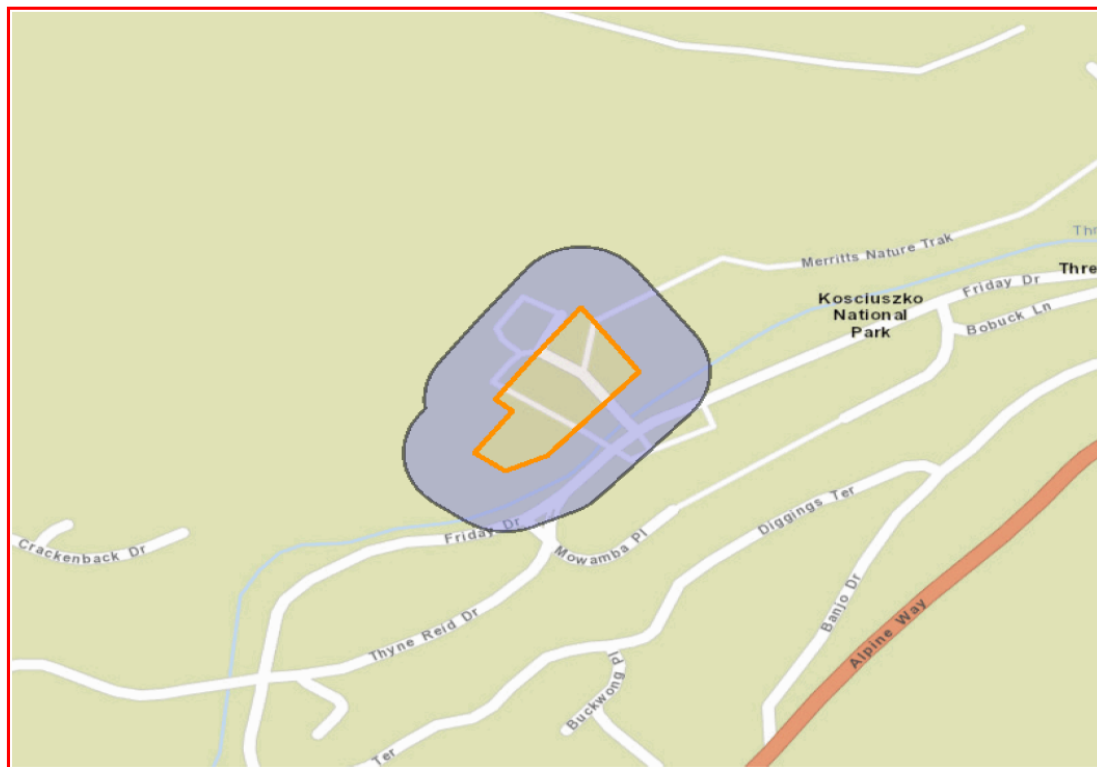 Thr
Merritts Nature Trak
Thre
Friday Dr
Kosciuszko
National
Park
Bobuck Ln
Diggings Ter
Friday Dr
Mowamba Pl
Crackenback Dr
Banjo Dr
Alpine Way
Thyne Reid Dr
Buckwong Pl
Ter